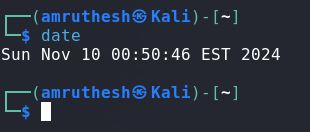 ┌──(amruthesh㉿Kali)-[~]
└─$ date
Sun Nov 10 00:50:46 EST 2024
┌──(amruthesh㉿Kali)-[~]
└─$